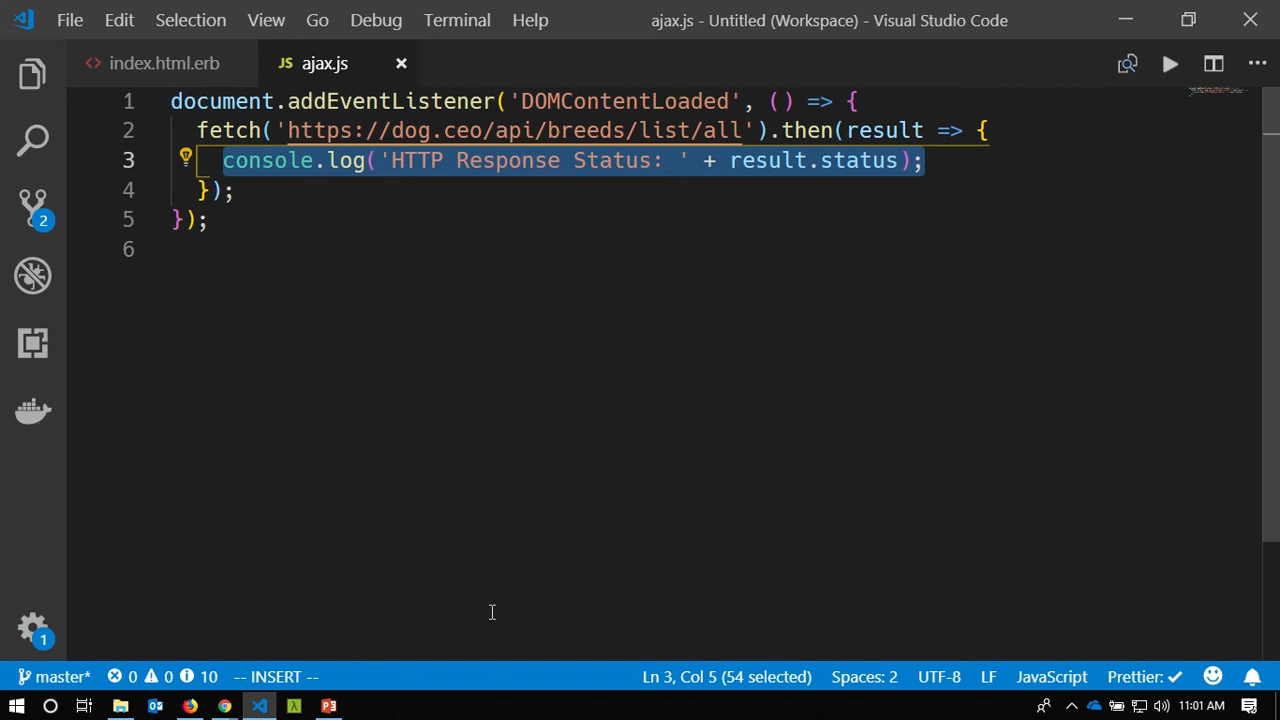 File Edit Selection View Go Debug Terminal Help ajax.js - Untitled (Workspace) - Visual Studio Code
index.html.erb JS ajax.js
1 document.addEventListener('DOMContentLoaded', () => {
2 fetch('https://dog.ceo/api/breeds/list/all').then(result => {
3 console.log('HTTP Response Status: ' + result.status);
4 });
5 });
6
2
1
master* 0 0 10 -- INSERT -- Ln 3, Col 5 (54 selected) Spaces: 2 UTF-8 LF JavaScript Prettier: ✓
11:01 AM